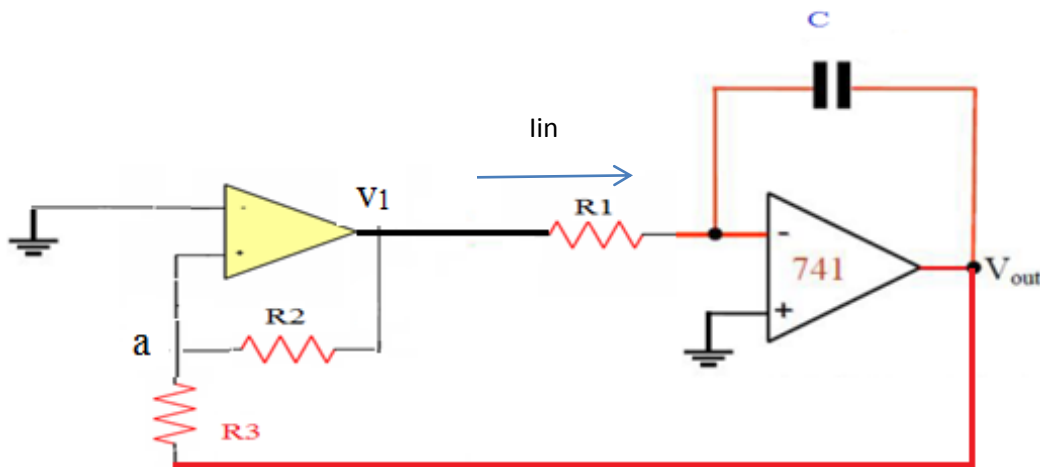 C
Iin
V1
R1
-
+
-
741
+
Vout
R2
a
R3